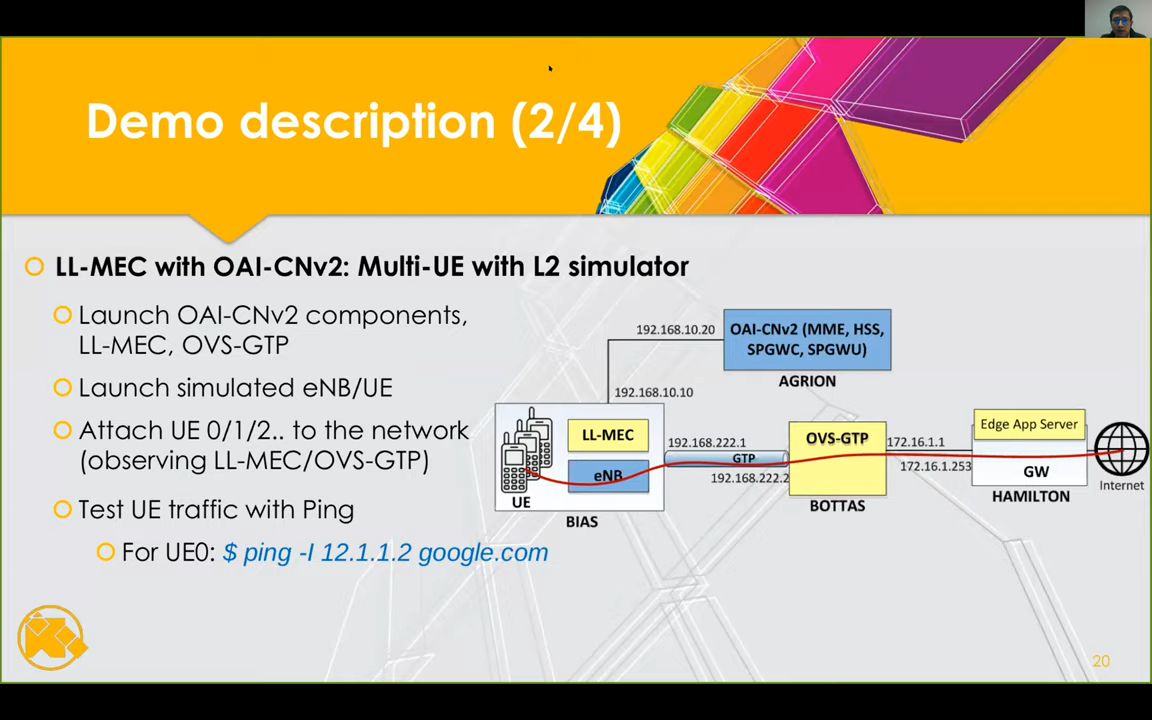 Demo description (2/4)
LL-MEC with OAI-CNv2: Multi-UE with L2 simulator
Launch OAI-CNv2 components,
LL-MEC, OVS-GTP
Launch simulated eNB/UE
Attach UE 0/1/2.. to the network
(observing LL-MEC/OVS-GTP)
Test UE traffic with Ping
For UE0: $ ping -I 12.1.1.2 google.com
192.168.10.20
OAI-CNv2 (MME, HSS,
SPGWC, SPGWU)
AGRION
192.168.10.10
LL-MEC
eNB
UE
BIAS
192.168.222.1
GTP
192.168.222.2
OVS-GTP
BOTTAS
172.16.1.1
172.16.1.253
Edge App Server
GW
HAMILTON
Internet
20